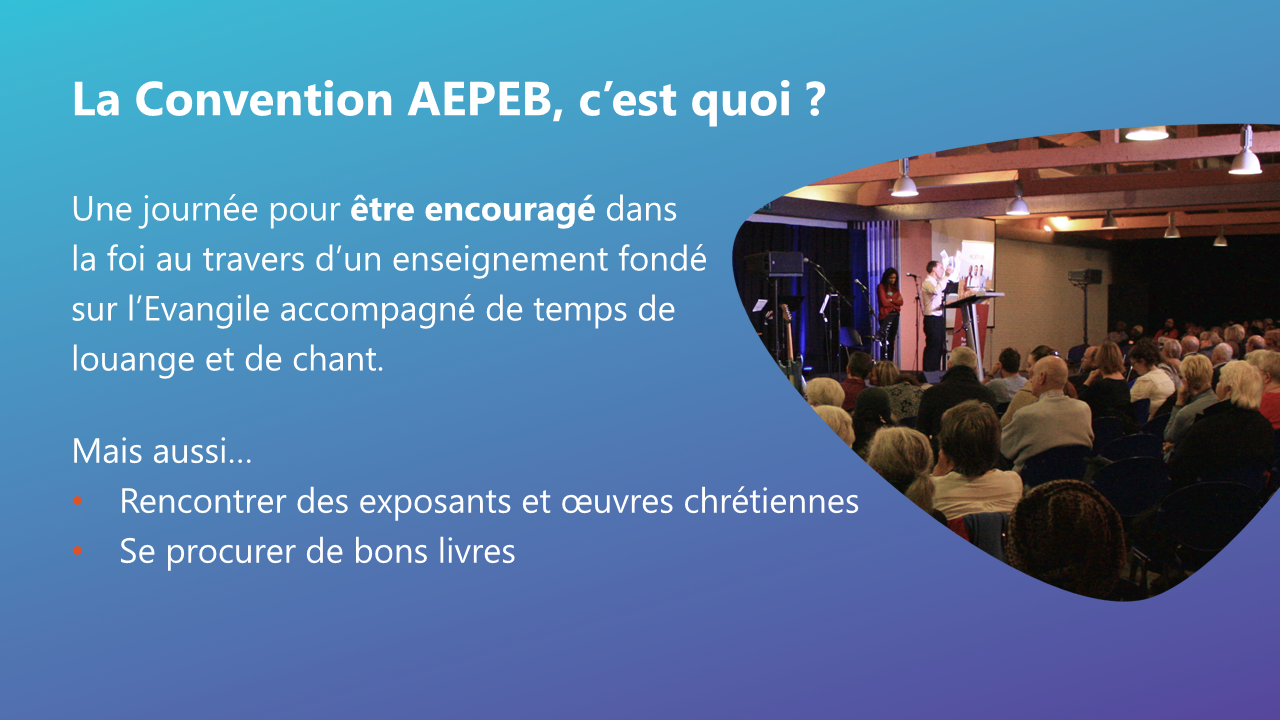 La Convention AEPEB, c’est quoi ?
Une journée pour être encouragé dans
la foi au travers d’un enseignement fondé
sur l’Evangile accompagné de temps de
louange et de chant.
Mais aussi…
• Rencontrer des exposants et œuvres chrétiennes
• Se procurer de bons livres